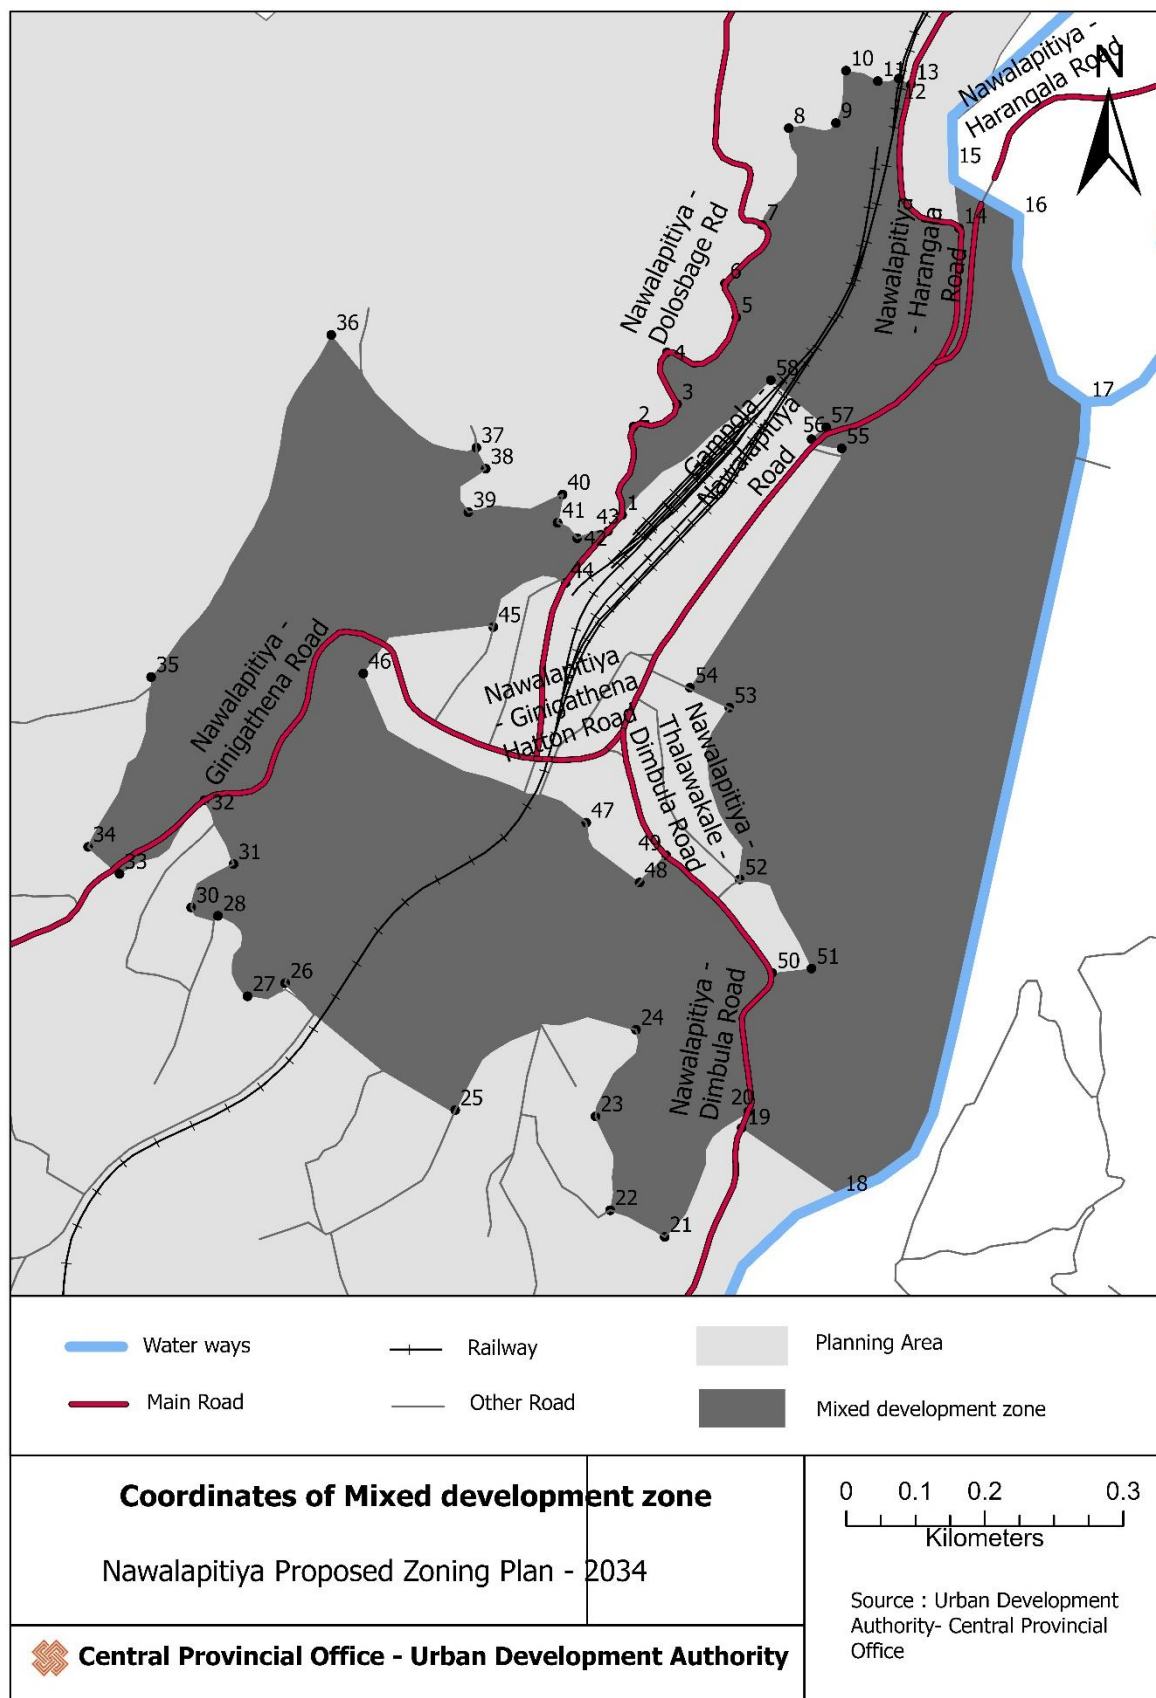 10
11
13
12
8
9
Nawalapitiya -
Harangala Road
N
15
16
14
7
Nawalapitiya -
Dolosbage Rd
Nawalapitiya
- Harangala
Road
6
5
4
36
3
2
58
17
57
56
55
Gampola -
Nawalapitiya
Road
37
38
39
40
41
42
43
1
44
45
46
35
Nawalapitiya -
Ginigathena Road
Nawalapitiya
- Ginigathena
Hatton Road
54
53
Nawalapitiya -
Thalawakale -
Dimbula Road
32
34
33
31
30
28
27
26
47
48
49
52
50
51
Nawalapitiya -
Dimbula Road
24
25
23
20
19
18
22
21
Water ways
Railway
Planning Area
Main Road
Other Road
Mixed development zone
Coordinates of Mixed development zone
Nawalapitiya Proposed Zoning Plan - 2034
Central Provincial Office - Urban Development Authority
0 0.1 0.2 0.3
Kilometers
Source : Urban Development
Authority- Central Provincial
Office